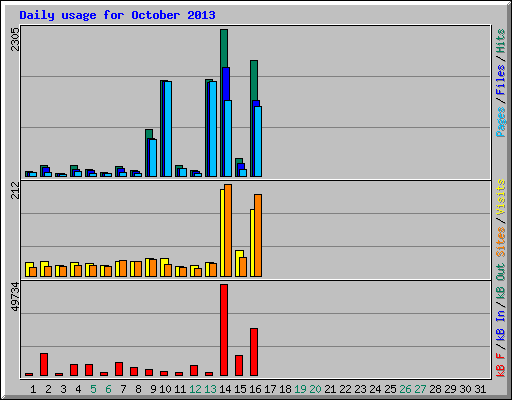 Daily usage for October 2013
2305
Pages / Files / Hits
212
Sites / Visits
49734
kB F / kB In / kB Out
1 2 3 4 5 6 7 8 9 10 11 12 13 14 15 16 17 18 19 20 21 22 23 24 25 26 27 28 29 30 31